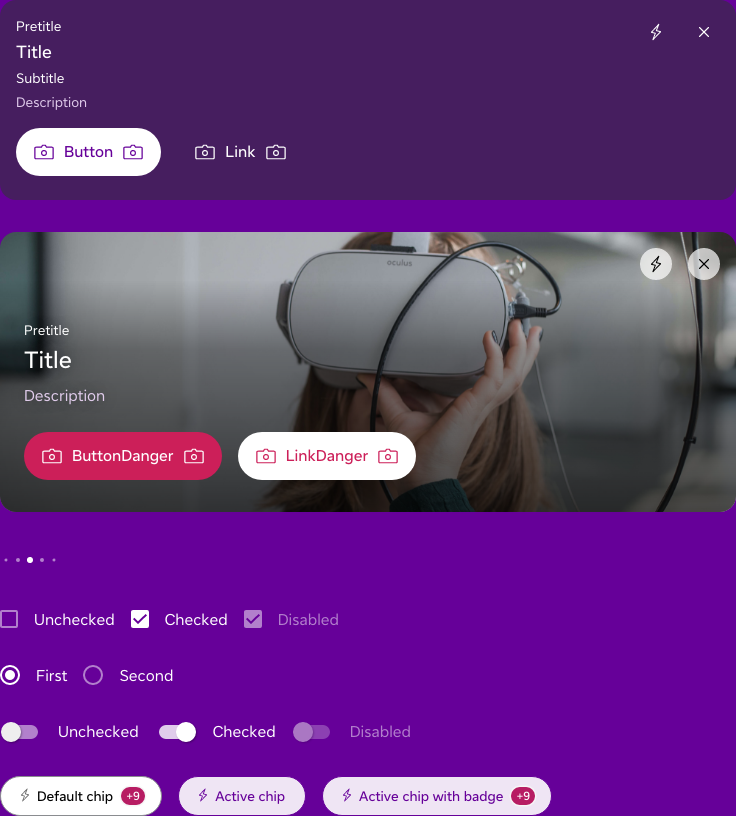 Pretitle
Title
Subtitle
Description
Button Link
oculus
Pretitle
Title
Description
ButtonDanger LinkDanger
Unchecked Checked Disabled
First Second
Unchecked Checked Disabled
Default chip +9 Active chip Active chip with badge +9